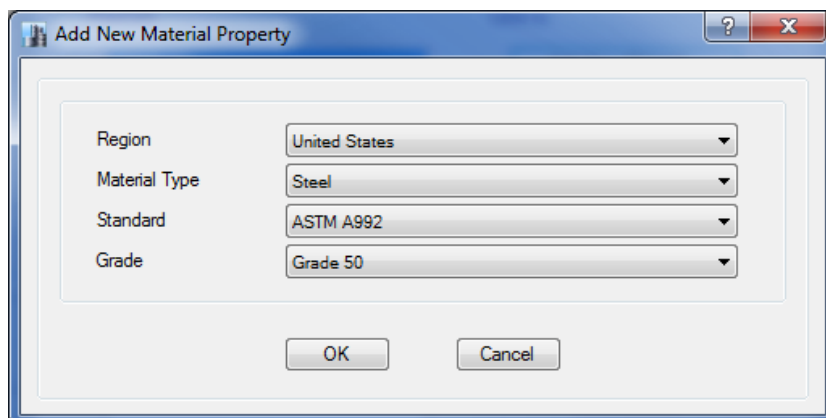 Add New Material Property
Region United States
Material Type Steel
Standard ASTM A992
Grade Grade 50
OK Cancel